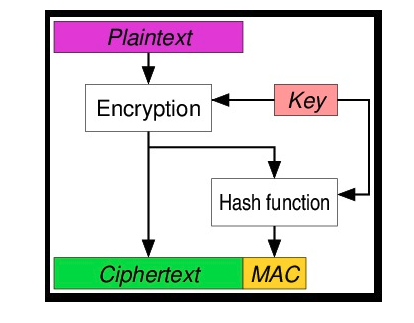 Plaintext
Encryption
Key
Hash function
Ciphertext
MAC